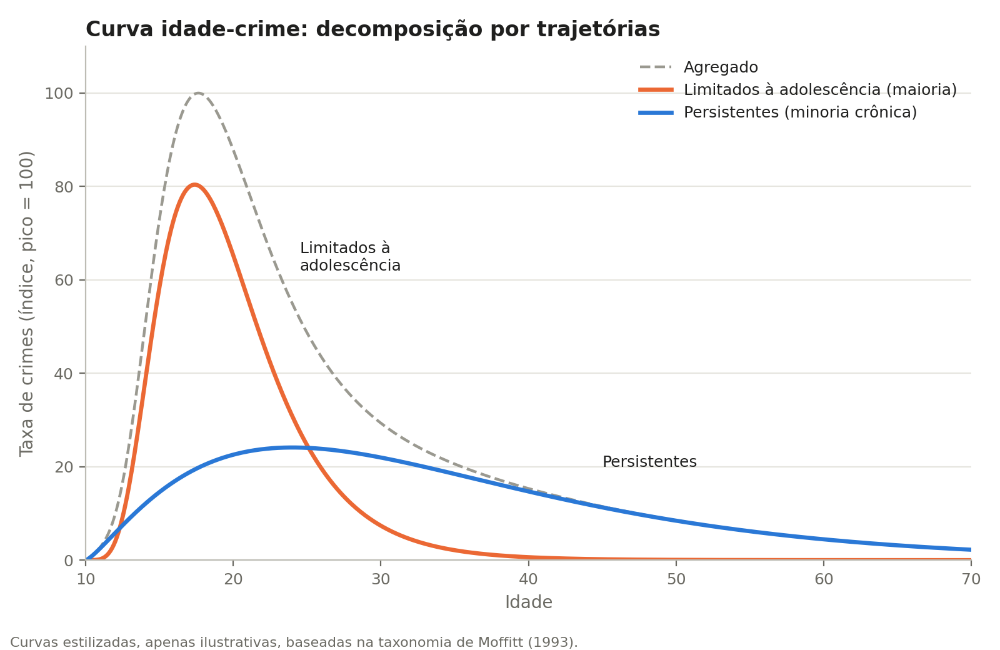 Curva idade-crime: decomposição por trajetórias
Agregado
Limitados à adolescência (maioria)
Persistentes (minoria crônica)
Taxa de crimes (índice, pico = 100)
100
80
60
40
20
0
Limitados à
adolescência
Persistentes
10 20 30 40 50 60 70
Idade
Curvas estilizadas, apenas ilustrativas, baseadas na taxonomia de Moffitt (1993).